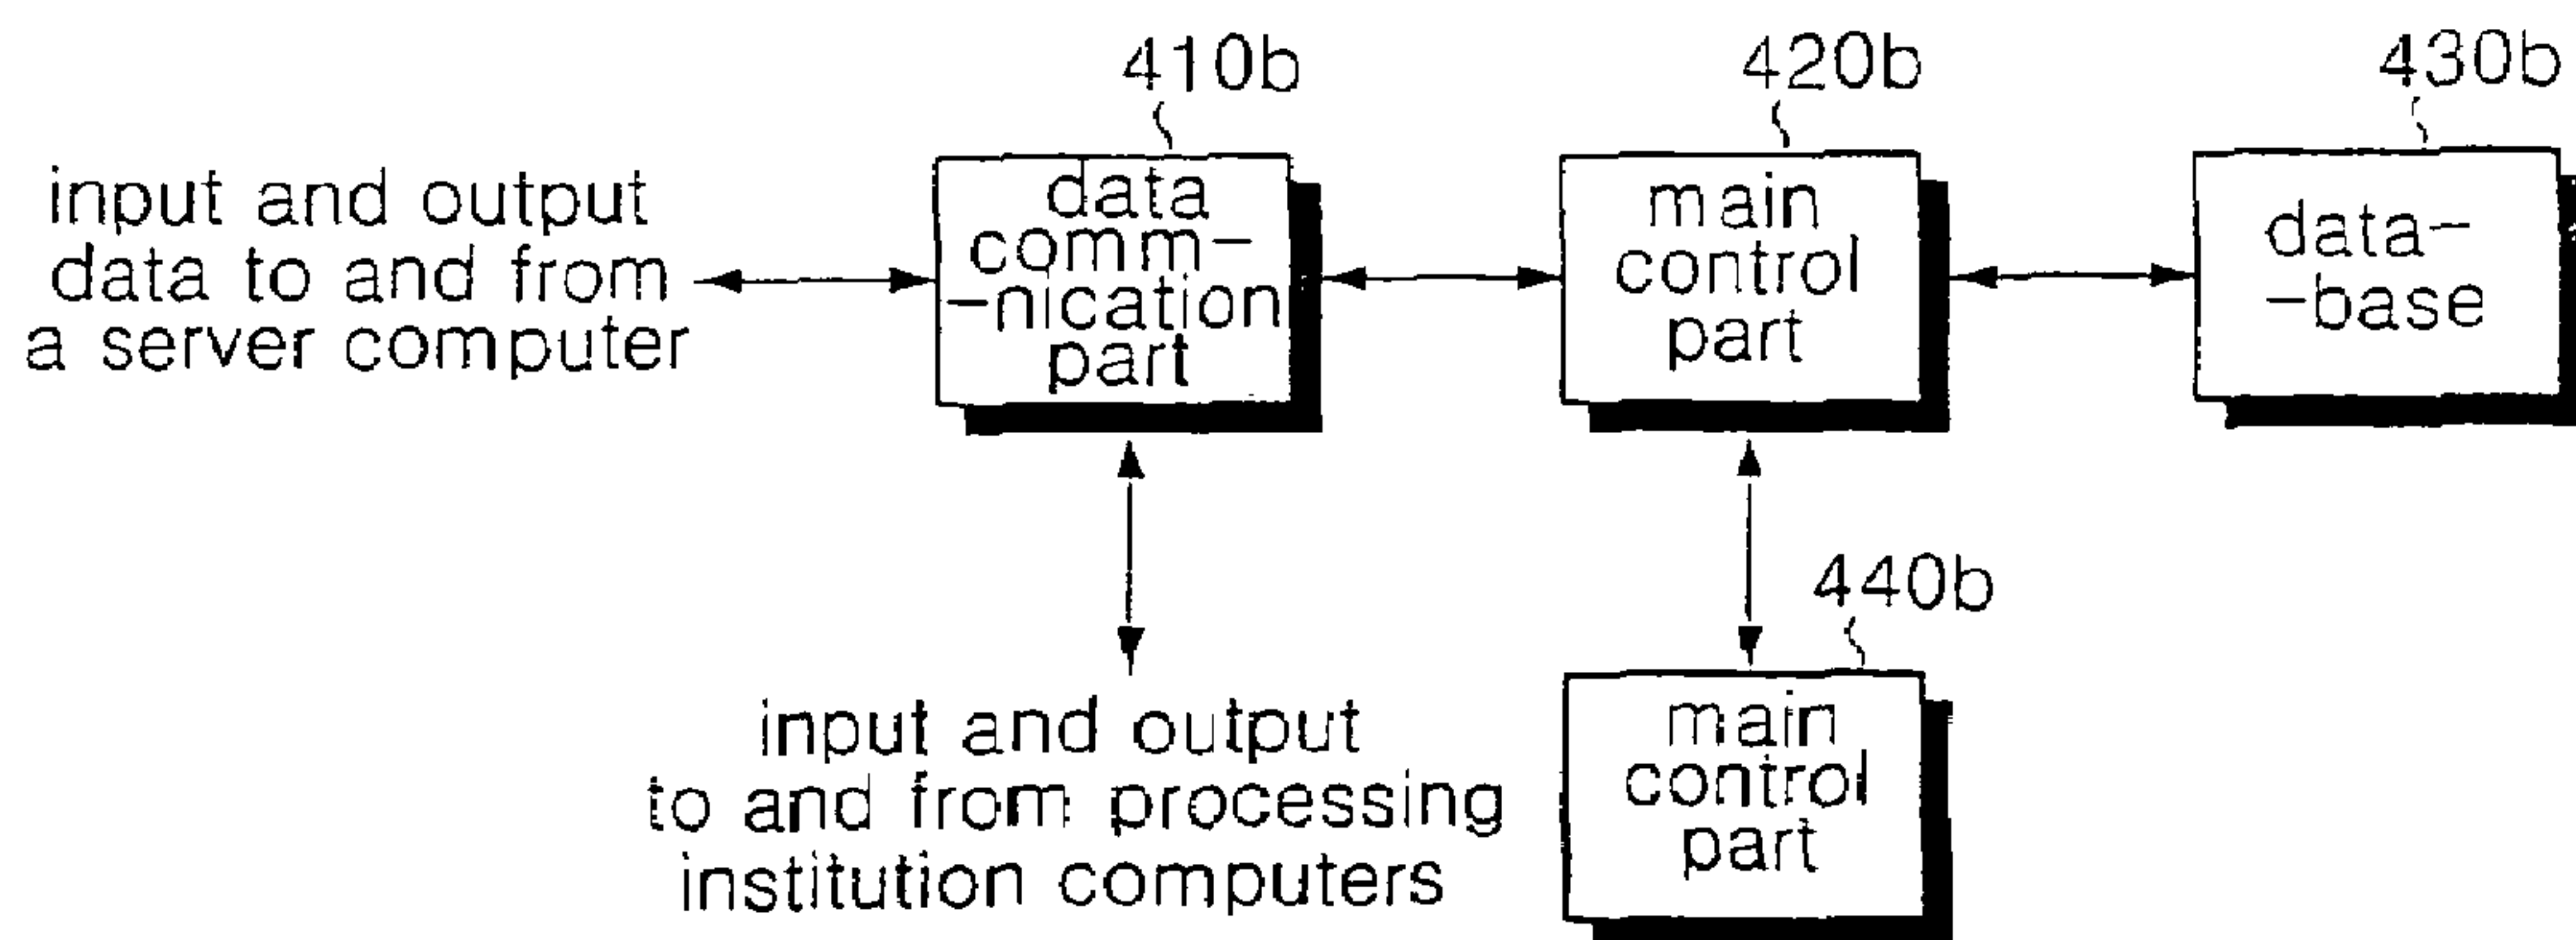 410b
420b
430b
input and output
data to and from
a server computer
data
comm-
-nication
part
main
control
part
data-
-base
440b
input and output
to and from processing
institution computers
main
control
part